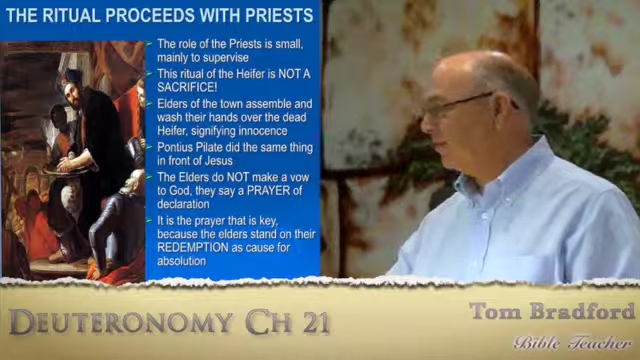 THE RITUAL PROCEEDS WITH PRIESTS
The role of the Priests is small,
mainly to supervise
This ritual of the Heifer is NOT A
SACRIFICE!
Elders of the town assemble and
wash their hands over the dead
Heifer, signifying innocence
Pontius Pilate did the same thing
in front of Jesus
The Elders do NOT make a vow
to God, they say a PRAYER of
declaration
It is the prayer that is key,
because the elders stand on their
REDEMPTION as cause for
absolution
DEUTERONOMY CH 21
Tom Bradford
Bible Teacher